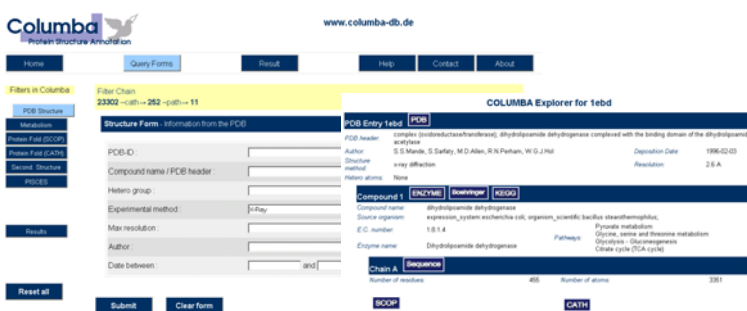 Columba
Protein Structure Annotation
www.columba-db.de
Home
Query Forms
Result
Help
Contact
About
Filters in Columba
PDB Structure
Metabolism
Protein Fold (SCOP)
Protein Fold (CATH)
Second. Structure
PISCES
Results
Reset all
Filter Chain
23302 --cath--> 252 --path--> 11
Structure Form - Information from the PDB
PDB-ID :
Compound name / PDB header :
Hetero group :
Experimental method : X-Ray
Max resolution :
Author :
Date between : and
Submit Clear form
COLUMBA Explorer for 1ebd
PDB Entry 1ebd PDB
PDB header complex (oxidoreductase/transferase); dihydrolipoamide dehydrogenase complexed with the binding domain of the dihydrolipoamide
acetylase
Author S.S.Mande, S.Sarfaty, M.D.Allen, R.N.Perham, W.G.J.Hol Deposition Date 1996-02-03
Structure method x-ray diffraction Resolution 2.6 A
Hetero atoms None
Compound 1 ENZYME Boehringer KEGG
Compound name dihydrolipoamide dehydrogenase
Source organism expression_system escherichia coli; organism_scientific bacillus stearothermophilus;
E.C. number 1.8.1.4
Pathways Pyruvate metabolism
Glycine, serine and threonine metabolism
Glycolysis - Gluconeogenesis
Citrate cycle (TCA cycle)
Enzyme name Dihydrolipoamide dehydrogenase
Chain A Sequence
Number of residues 455 Number of atoms 3351
SCOP CATH